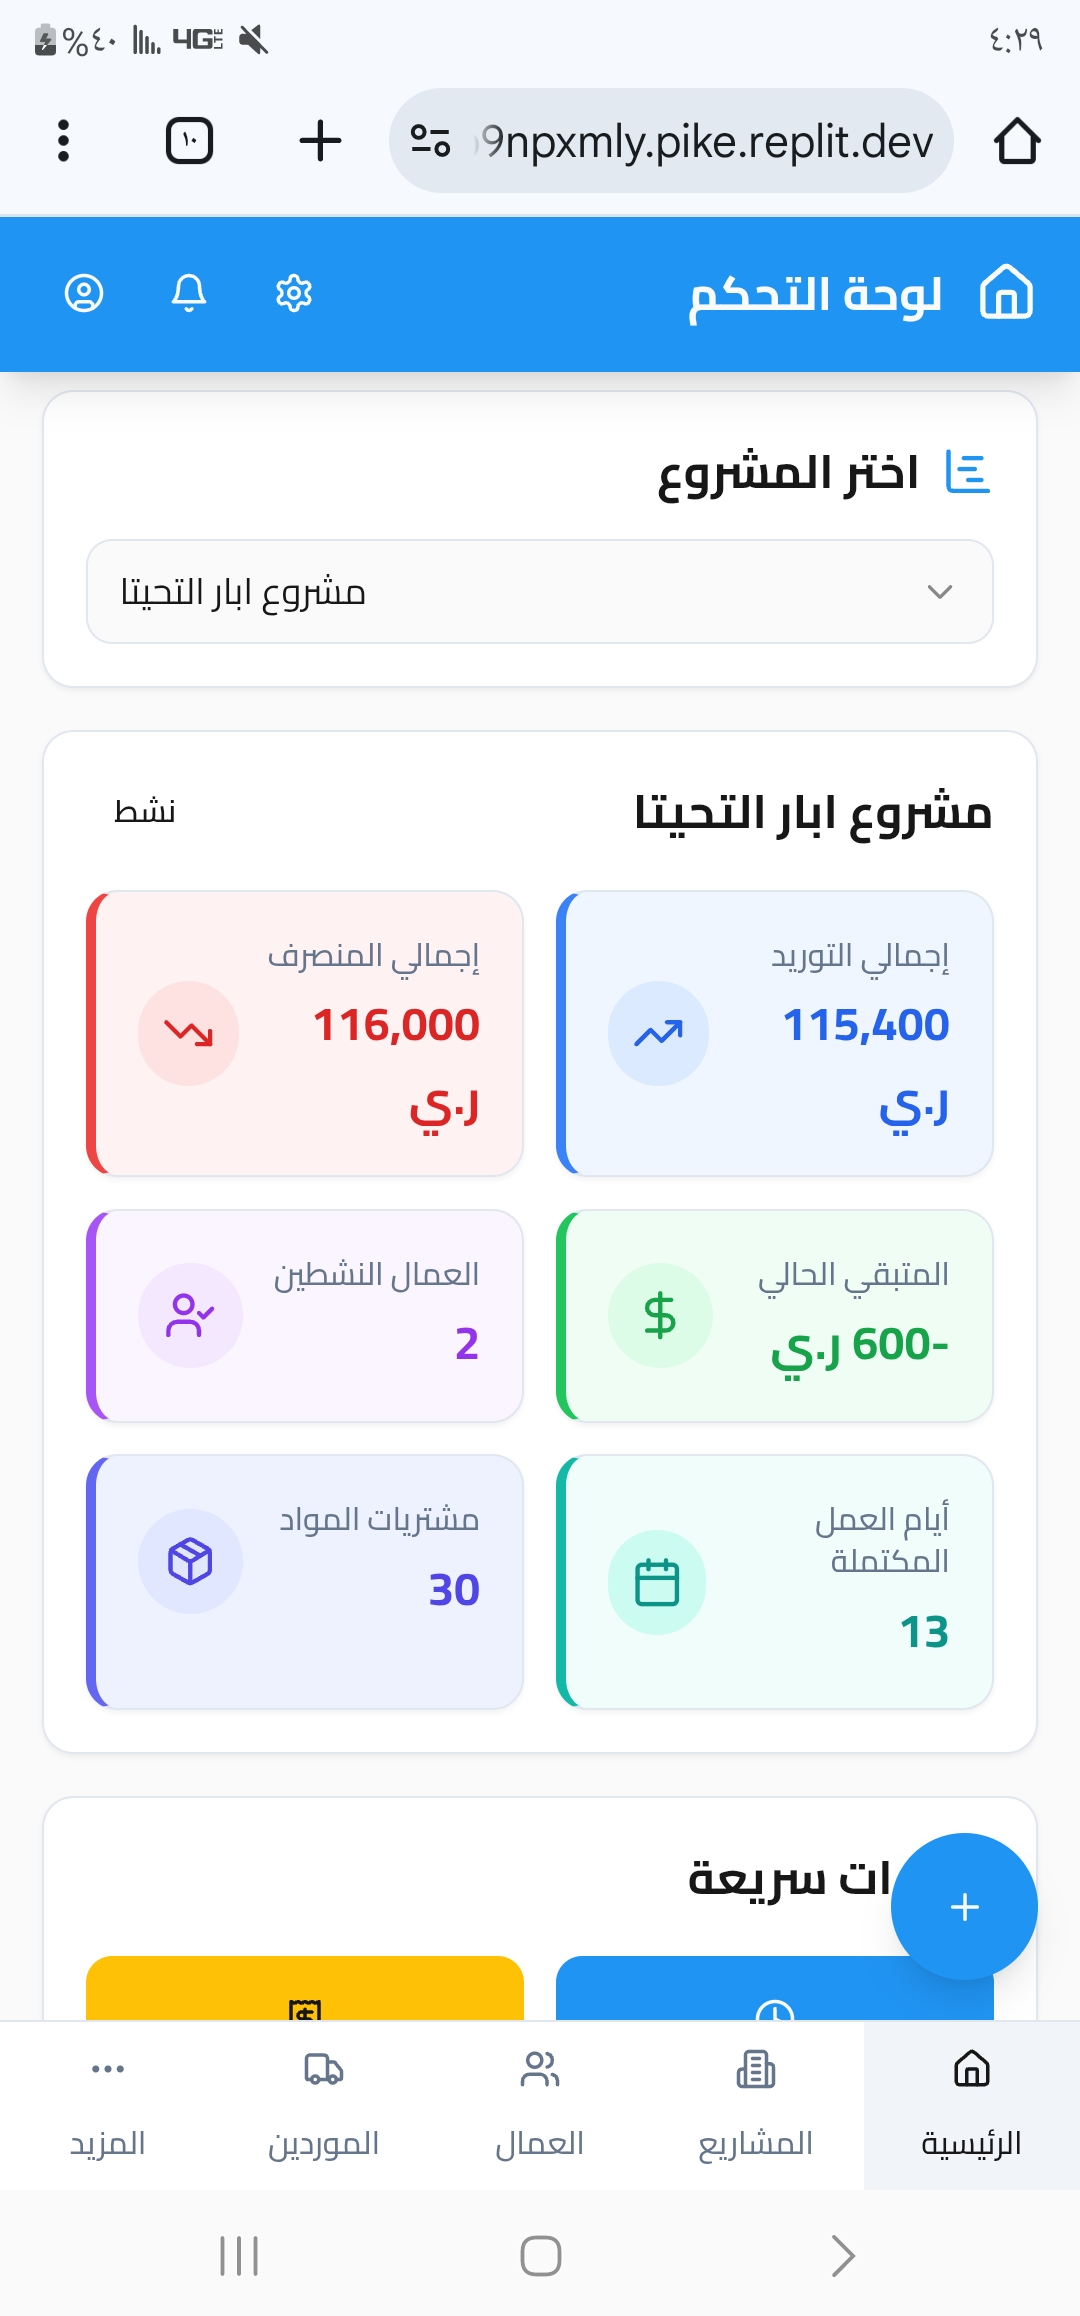 ٤:٢٩
%٤٠
4G LTE
9npxmly.pike.replit.dev
١٠
لوحة التحكم
اختر المشروع
مشروع ابار التحيتا
مشروع ابار التحيتا
نشط
إجمالي التوريد
115,400
ر.ي
إجمالي المنصرف
116,000
ر.ي
المتبقي الحالي
-600 ر.ي
العمال النشطين
2
أيام العمل
المكتملة
13
مشتريات المواد
30
ات سريعة
الرئيسية
المشاريع
العمال
الموردين
المزيد